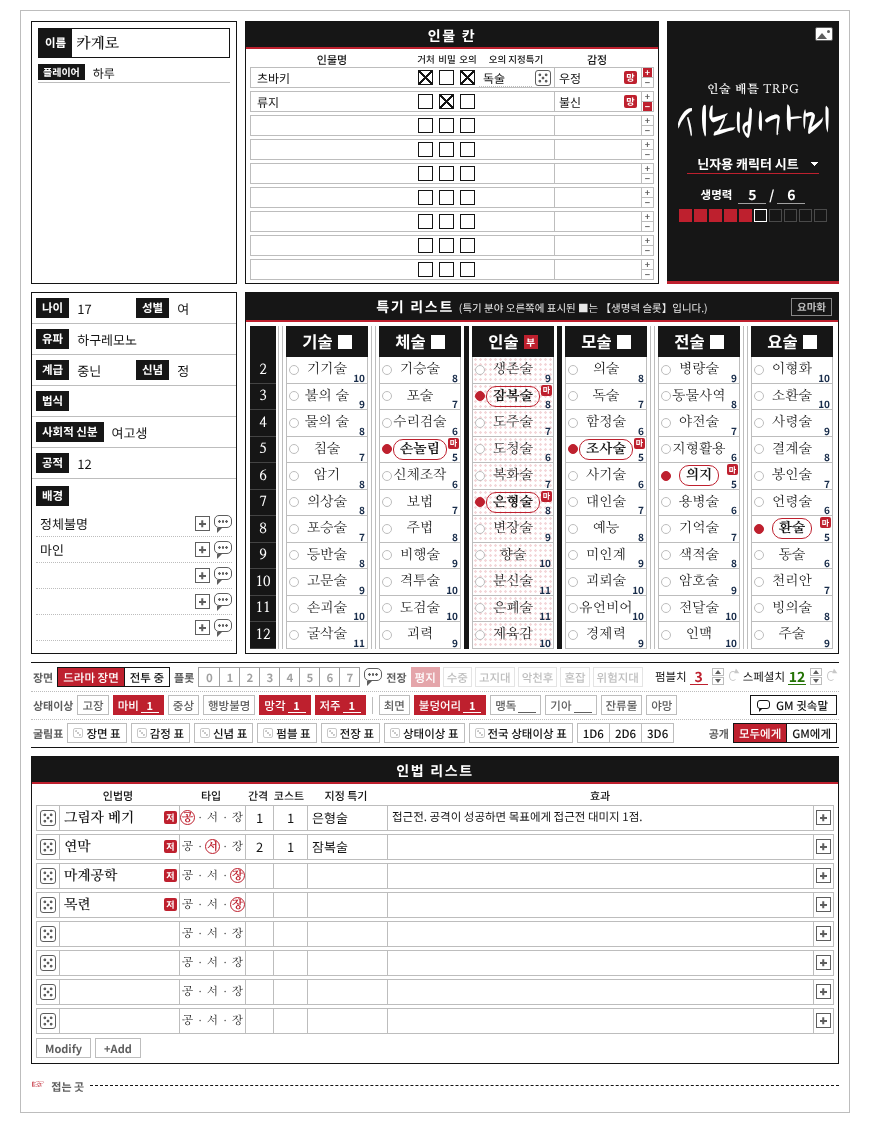 이름 카게로
플레이어 하루
인물 칸
인물명 거처 비밀 오의 오의 지정특기 감정
츠바키 독술 우정 망 + −
류지 불신 망 + −
+ −
+ −
+ −
+ −
+ −
+ −
+ −
인술 배틀 TRPG
시노비가미
닌자용 캐릭터 시트
생명력 5 / 6
나이 17 성별 여
유파 하구레모노
계급 중닌 신념 정
법식
사회적 신분 여고생
공적 12
배경
정체불명
마인
특기 리스트 (특기 분야 오른쪽에 표시된 ■는 【생명력 슬롯】입니다.) 요마화
기술 체술 인술 부 모술 전술 요술
2 기기술 10 기승술 8 생존술 9 의술 8 병량술 9 이형화 10
3 불의 술 9 포술 7 잠복술 마 8 독술 7 동물사역 8 소환술 10
4 물의 술 8 수리검술 6 도주술 7 함정술 6 야전술 7 사령술 9
5 침술 7 손놀림 마 5 도청술 6 조사술 마 5 지형활용 6 결계술 8
6 암기 8 신체조작 6 복화술 7 사기술 6 의지 마 5 봉인술 7
7 의상술 8 보법 7 은형술 마 8 대인술 7 용병술 6 언령술 6
8 포승술 7 주법 8 변장술 9 예능 8 기억술 7 환술 마 5
9 등반술 8 비행술 9 향술 10 미인계 9 색적술 8 동술 6
10 고문술 9 격투술 10 분신술 11 괴뢰술 10 암호술 9 천리안 7
11 손괴술 10 도검술 10 은폐술 11 유언비어 10 전달술 10 빙의술 8
12 굴삭술 11 괴력 9 제육감 10 경제력 9 인맥 10 주술 9
장면 드라마 장면 전투 중 플롯 0 1 2 3 4 5 6 7 전장 평지 수중 고지대 악천후 혼잡 위험지대 펌블치 3 스페셜치 12
상태이상 고장 마비 1 중상 행방불명 망각 1 저주 1 최면 불덩어리 1 맹독 기아 잔류물 야망 GM 귓속말
굴림표 장면 표 감정 표 신념 표 펌블 표 전장 표 상태이상 표 전국 상태이상 표 1D6 2D6 3D6 공개 모두에게 GM에게
인법 리스트
인법명 타입 간격 코스트 지정 특기 효과
그림자 베기 저 공 · 서 · 장 1 1 은형술 접근전. 공격이 성공하면 목표에게 접근전 대미지 1점. +
연막 저 공 · 서 · 장 2 1 잠복술 +
마계공학 저 공 · 서 · 장 +
목련 저 공 · 서 · 장 +
공 · 서 · 장 +
공 · 서 · 장 +
공 · 서 · 장 +
공 · 서 · 장 +
Modify +Add
☞ 접는 곳